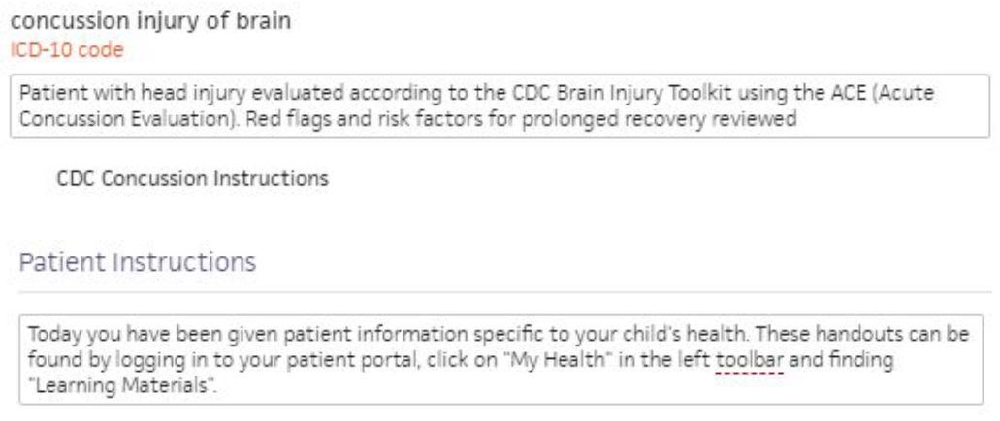 concussion injury of brain
ICD-10 code
Patient with head injury evaluated according to the CDC Brain Injury Toolkit using the ACE (Acute
Concussion Evaluation). Red flags and risk factors for prolonged recovery reviewed
CDC Concussion Instructions
Patient Instructions
Today you have been given patient information specific to your child's health. These handouts can be
found by logging in to your patient portal, click on "My Health" in the left toolbar and finding
"Learning Materials".